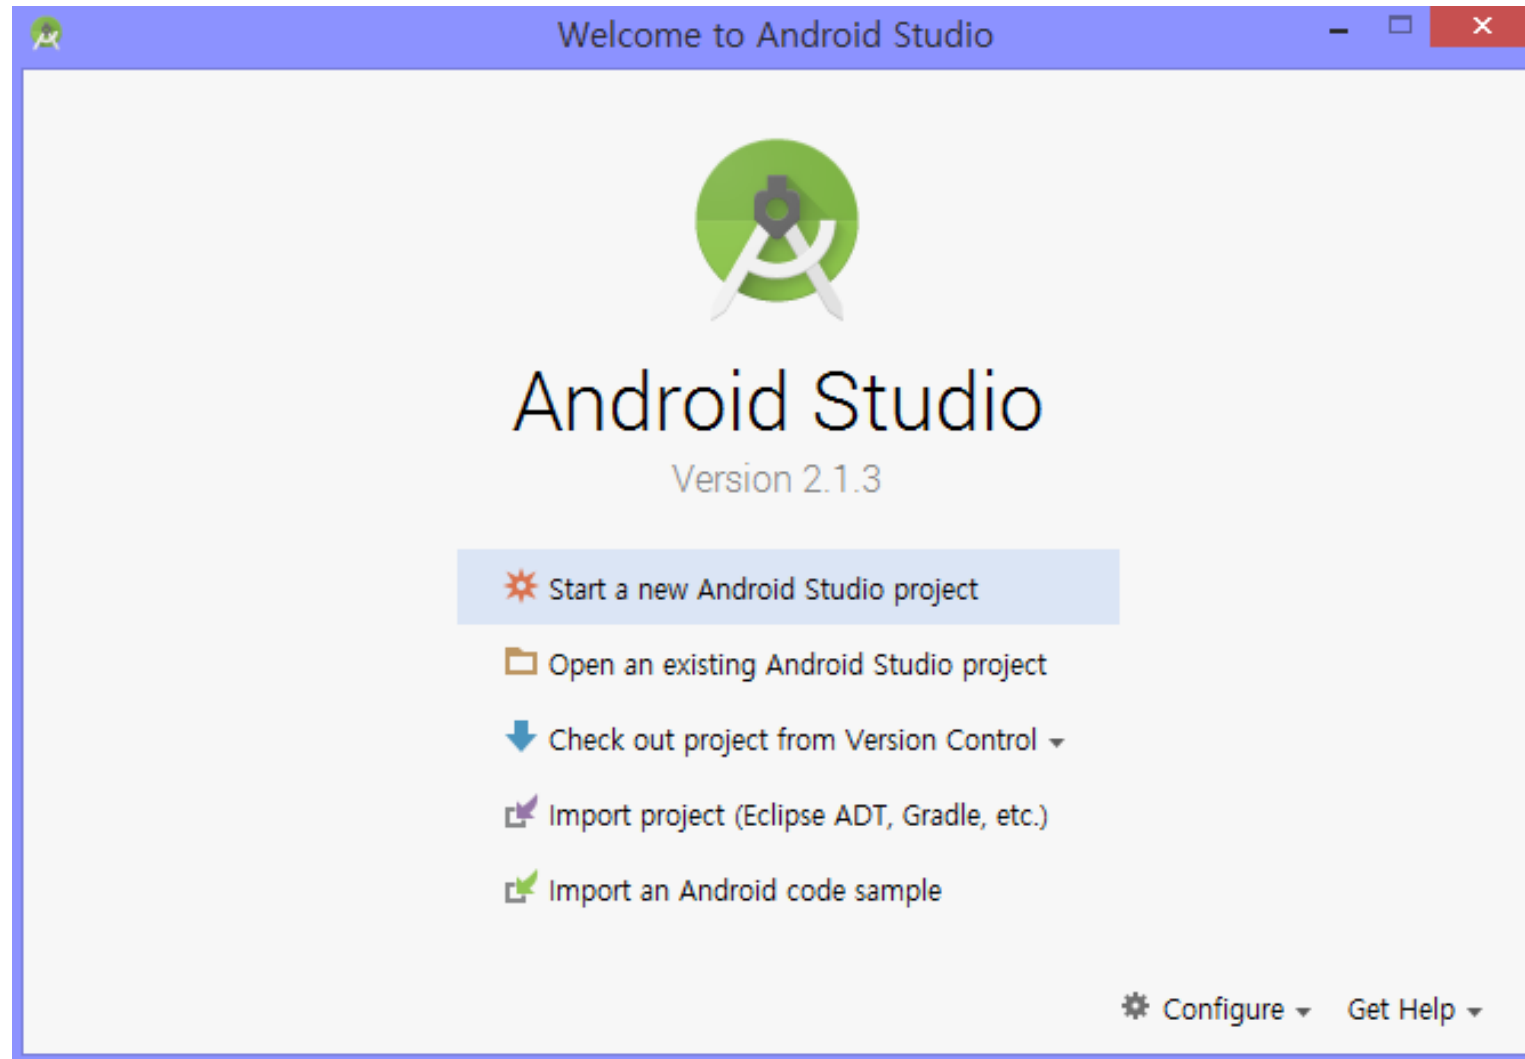 Welcome to Android Studio
Android Studio
Version 2.1.3
Start a new Android Studio project
Open an existing Android Studio project
Check out project from Version Control
Import project (Eclipse ADT, Gradle, etc.)
Import an Android code sample
Configure Get Help